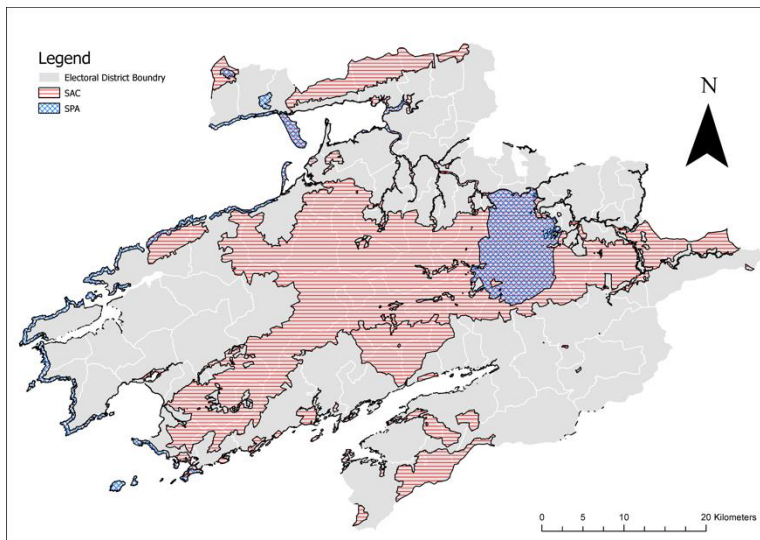 Legend
Electoral District Boundry
SAC
SPA
N
0 5 10 20 Kilometers